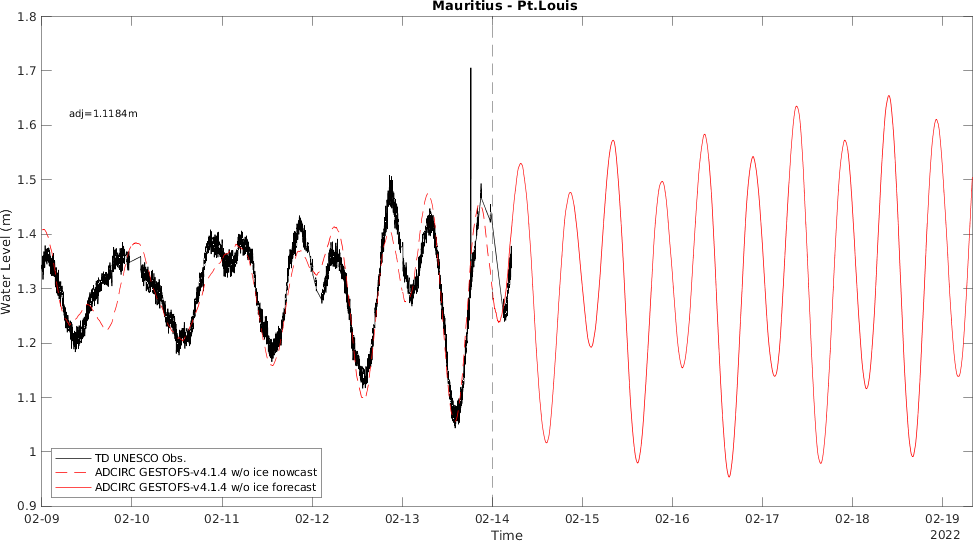 Mauritius - Pt.Louis
1.8
1.7
1.6
1.5
1.4
1.3
1.2
1.1
1
0.9
Water Level (m)
adj=1.1184m
TD UNESCO Obs.
ADCIRC GESTOFS-v4.1.4 w/o ice nowcast
ADCIRC GESTOFS-v4.1.4 w/o ice forecast
02-09 02-10 02-11 02-12 02-13 02-14 02-15 02-16 02-17 02-18 02-19
Time
2022